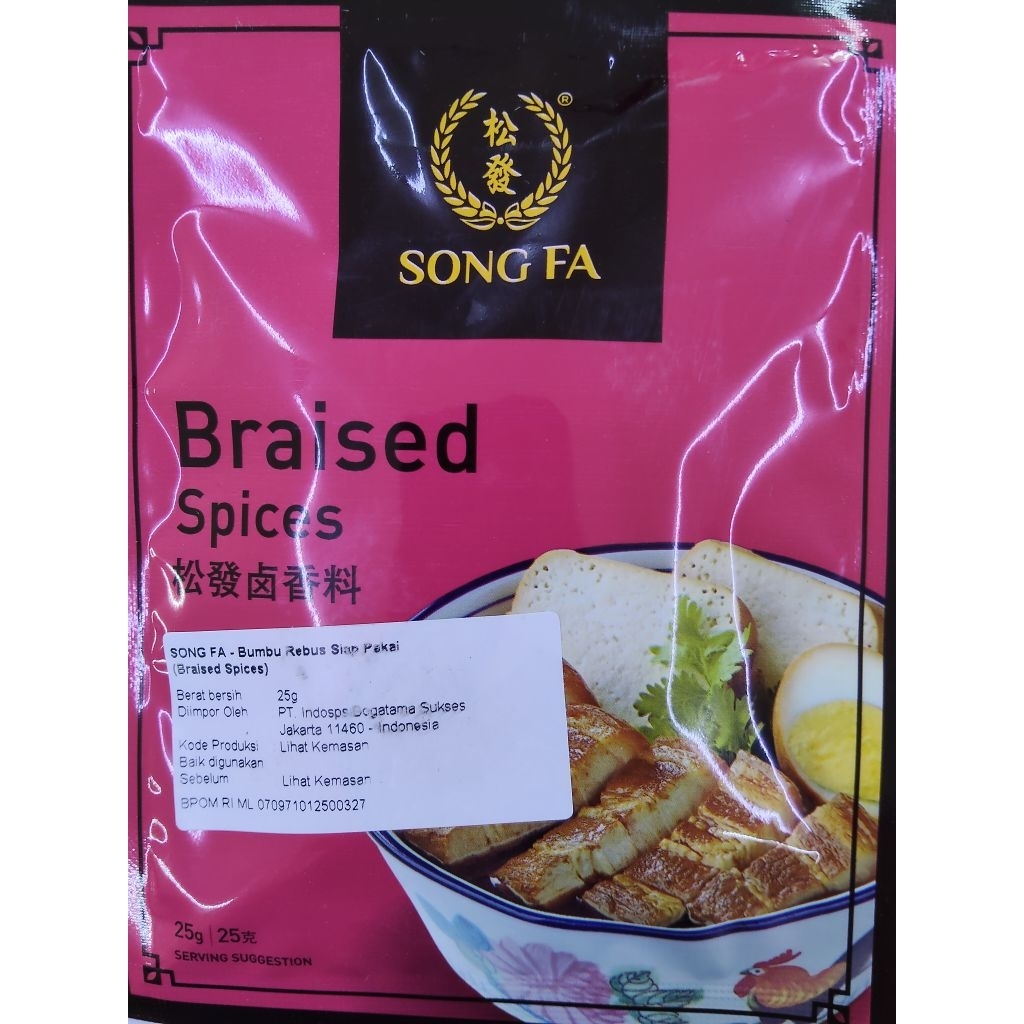 松
發
®
SONG FA
Braised
Spices
松發卤香料
SONG FA - Bumbu Rebus Siap Pakai
(Braised Spices)
Berat bersih 25g
Diimpor Oleh PT. Indosps Bogatama Sukses
Jakarta 11460 - Indonesia
Kode Produksi : Lihat Kemasan
Baik digunakan
Sebelum : Lihat Kemasan
BPOM RI ML 070971012500327
25g | 25克
SERVING SUGGESTION